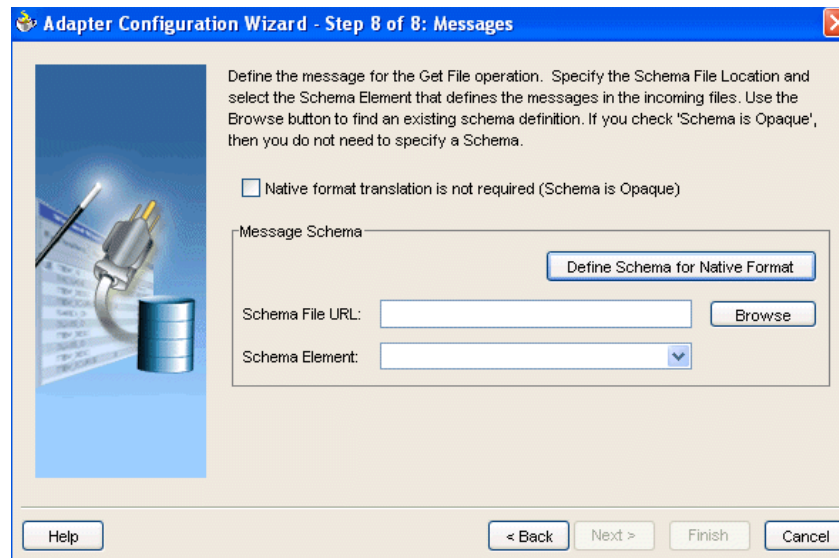 Adapter Configuration Wizard - Step 8 of 8: Messages
Define the message for the Get File operation. Specify the Schema File Location and
select the Schema Element that defines the messages in the incoming files. Use the
Browse button to find an existing schema definition. If you check 'Schema is Opaque',
then you do not need to specify a Schema.
Native format translation is not required (Schema is Opaque)
Message Schema
Define Schema for Native Format
Schema File URL:
Browse
Schema Element:
Help
< Back
Next >
Finish
Cancel